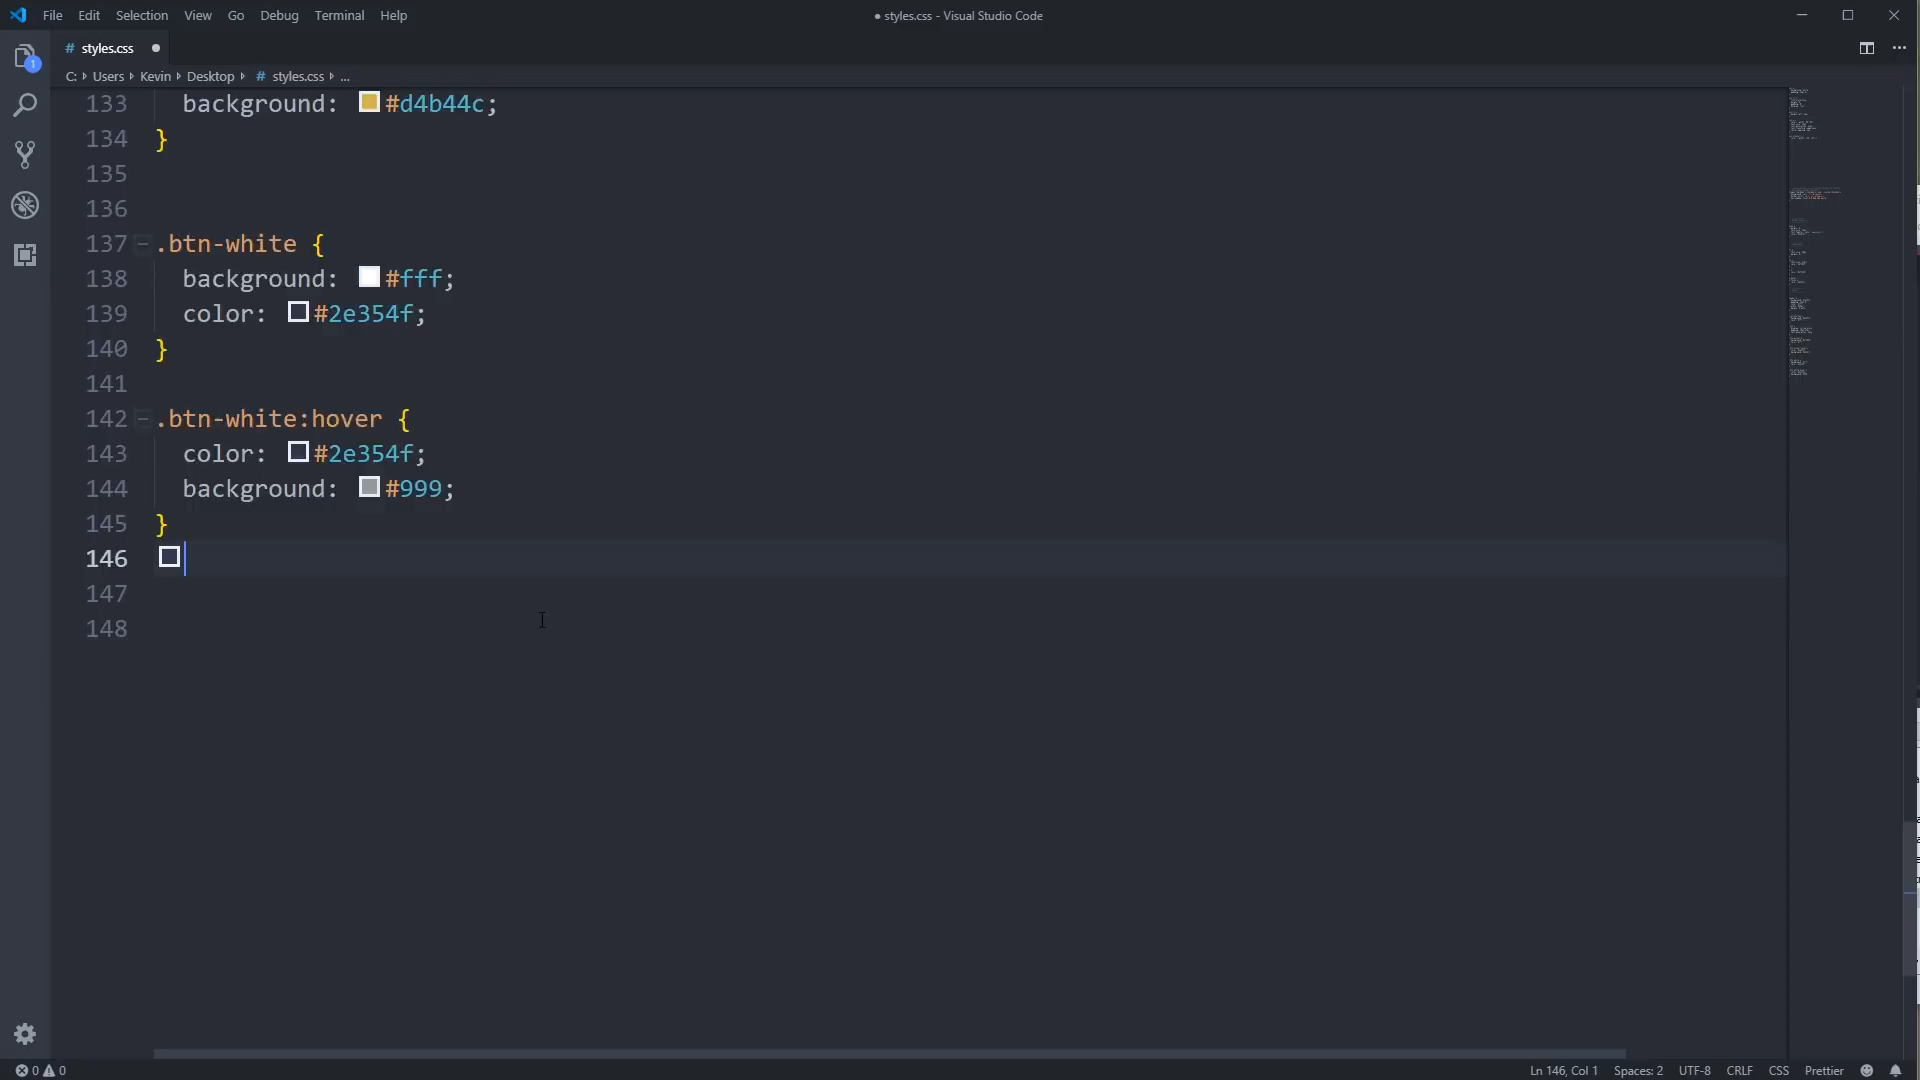 File Edit Selection View Go Debug Terminal Help
● styles.css - Visual Studio Code
# styles.css ●
1
C: Users Kevin Desktop # styles.css ...
133 background: #d4b44c;
134 }
135
136
137 .btn-white {
138 background: #fff;
139 color: #2e354f;
140 }
141
142 .btn-white:hover {
143 color: #2e354f;
144 background: #999;
145 }
146
147
148
0 0
Ln 146, Col 1 Spaces: 2 UTF-8 CRLF CSS Prettier